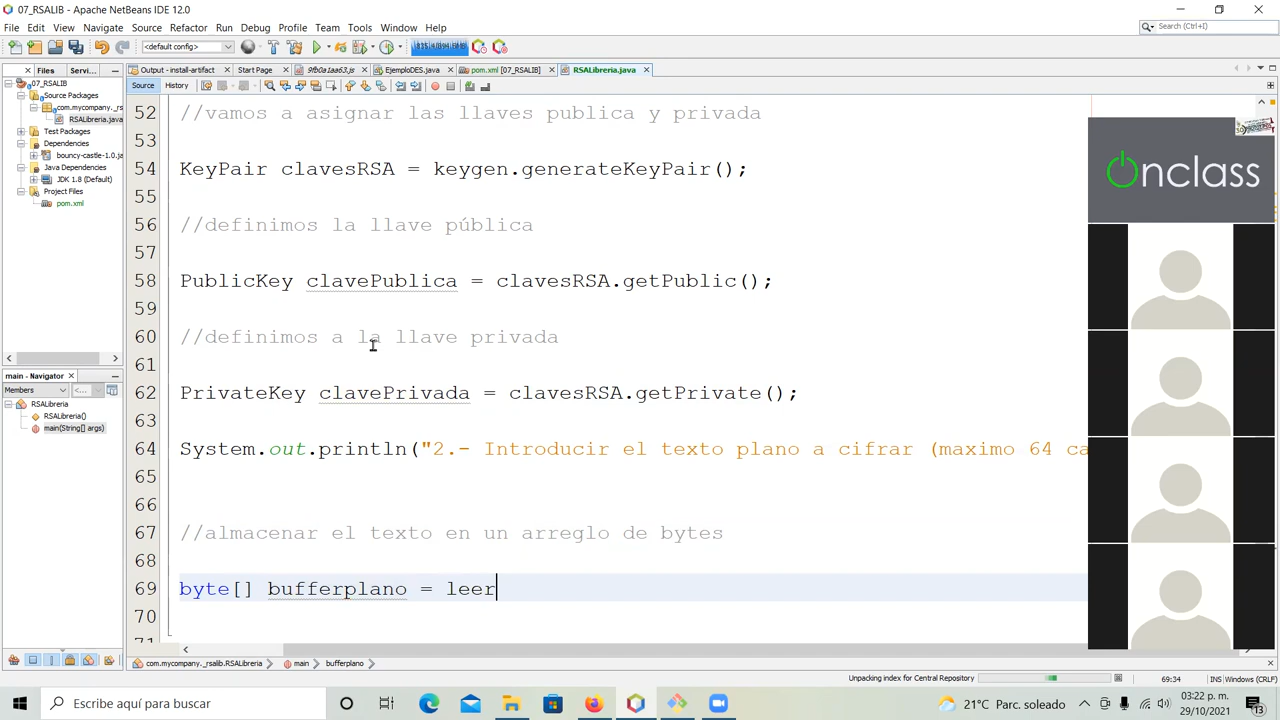 07_RSALIB - Apache NetBeans IDE 12.0
File Edit View Navigate Source Refactor Run Debug Profile Team Tools Window Help
Search (Ctrl+I)
<default config>
Files Servi...
Output - install-artifact Start Page 9fb0a1aa63.js EjemploDES.java pom.xml [07_RSALIB] RSALibreria.java
Source History
07_RSALIB
Source Packages
com.mycompany._rs
RSALibreria.java
Test Packages
Dependencies
bouncy-castle-1.0.ja
Java Dependencies
JDK 1.8 (Default)
Project Files
pom.xml
main - Navigator
Members
RSALibreria
RSALibreria()
main(String[] args)
52 //vamos a asignar las llaves publica y privada
53
54 KeyPair clavesRSA = keygen.generateKeyPair();
55
56 //definimos la llave pública
57
58 PublicKey clavePublica = clavesRSA.getPublic();
59
60 //definimos a la llave privada
61
62 PrivateKey clavePrivada = clavesRSA.getPrivate();
63
64 System.out.println("2.- Introducir el texto plano a cifrar (maximo 64 ca
65
66
67 //almacenar el texto en un arreglo de bytes
68
69 byte[] bufferplano = leer
70
71
Onclass
com.mycompany._rsalib.RSALibreria main bufferplano
Unpacking index for Central Repository
69:34 INS Windows (CRLF)
Escribe aquí para buscar
21°C Parc. soleado
03:22 p. m.
29/10/2021
13